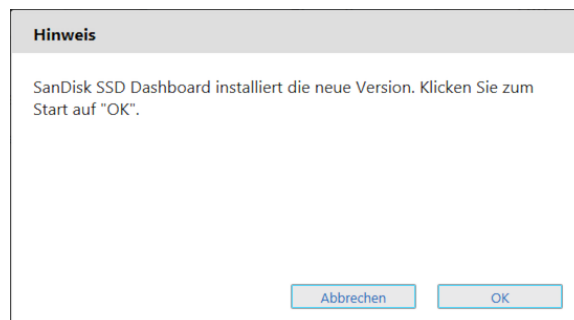 Hinweis
SanDisk SSD Dashboard installiert die neue Version. Klicken Sie zum
Start auf "OK".
Abbrechen
OK